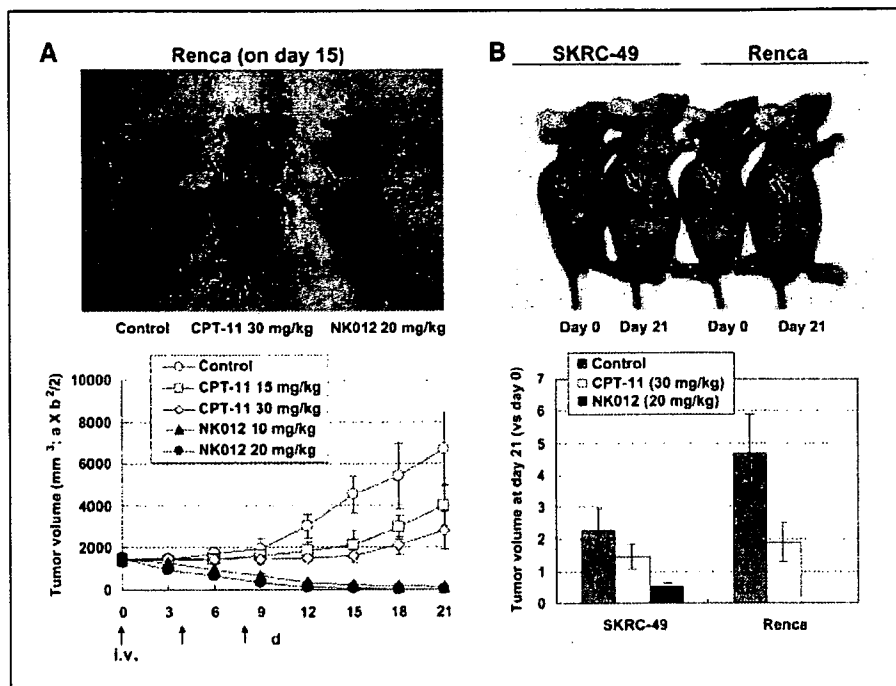 A
Renca (on day 15)
Control CPT-11 30 mg/kg NK012 20 mg/kg
Control
CPT-11 15 mg/kg
CPT-11 30 mg/kg
NK012 10 mg/kg
NK012 20 mg/kg
Tumor volume (mm³; a X b²/2)
10000
8000
6000
4000
2000
0
0 3 6 9 12 15 18 21
i.v. d
B
SKRC-49 Renca
Day 0 Day 21 Day 0 Day 21
Control
CPT-11 (30 mg/kg)
NK012 (20 mg/kg)
Tumor volume at day 21 (vs day 0)
7
6
5
4
3
2
1
0
SKRC-49 Renca